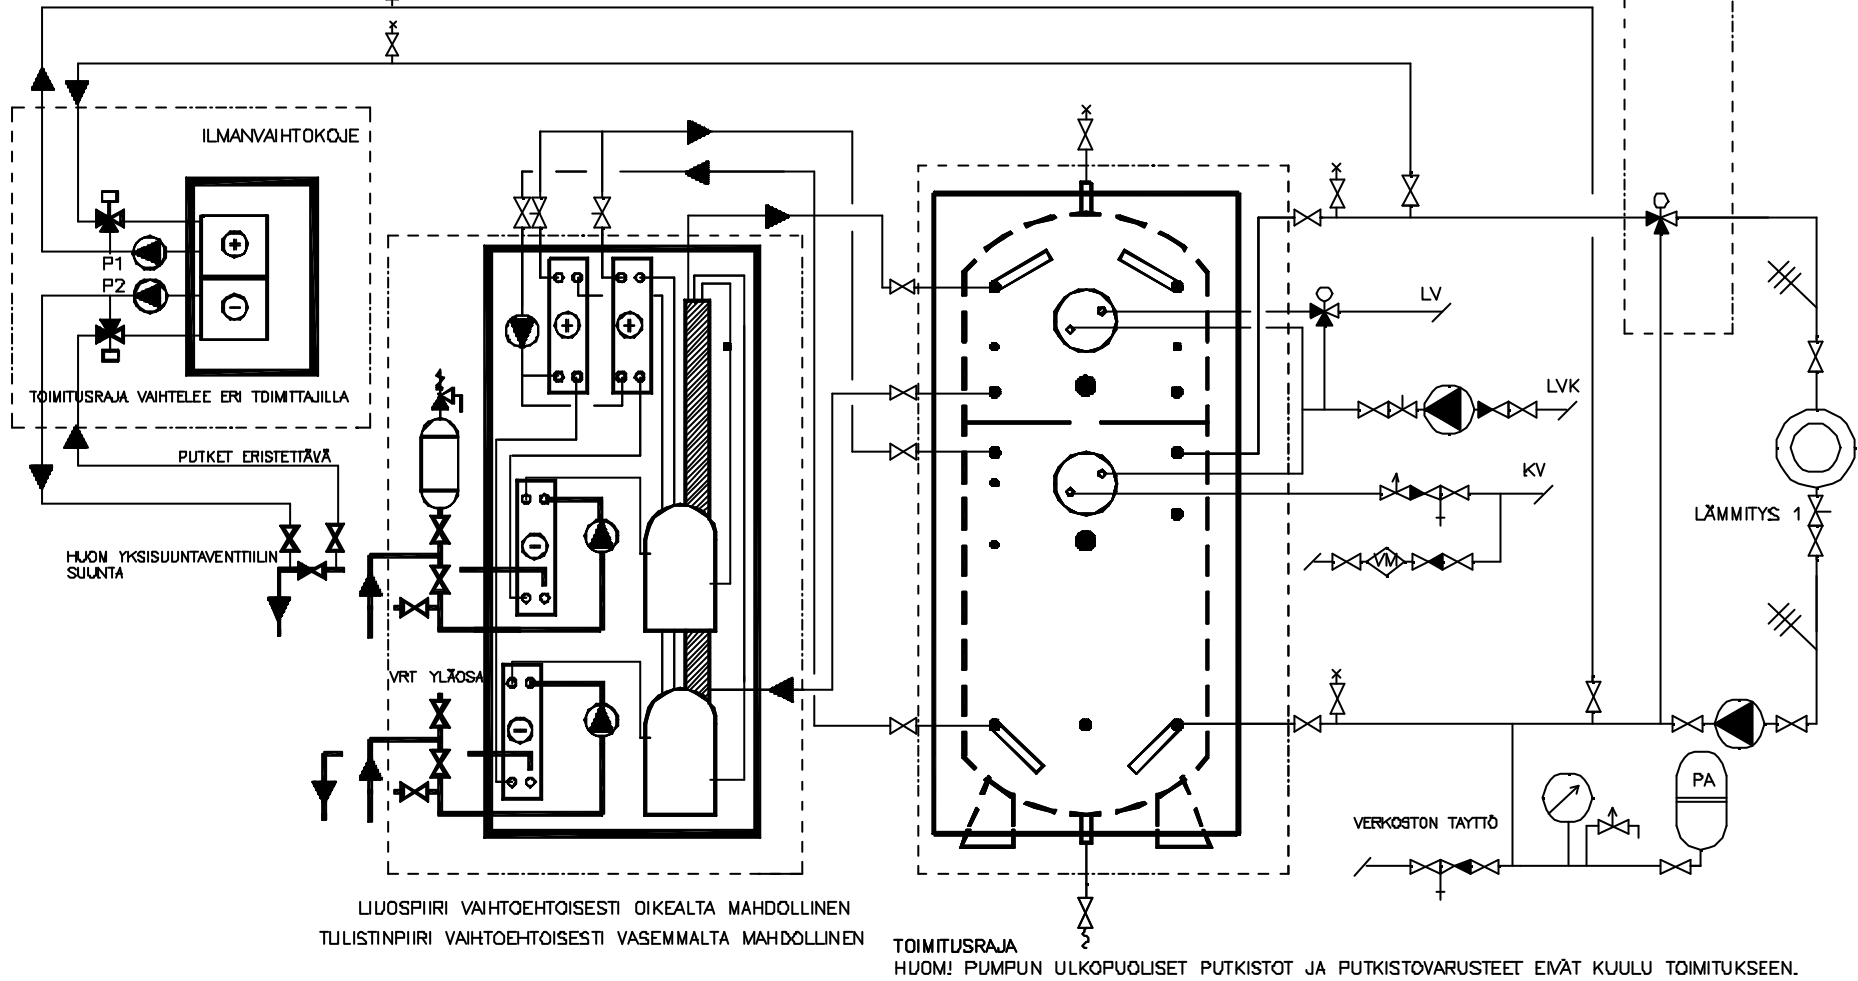 ILMANVAIHTOKOJE
P1
P2
TOIMITUSRAJA VAIHTELEE ERI TOIMITTAJILLA
PUTKET ERISTETTÄVÄ
HUOM YKSISUUNTAVENTTIILIN
SUUNTA
VRT YLÄOSA
LV
LVK
KV
VM
LÄMMITYS 1
PA
VERKOSTON TÄYTTÖ
LIUOSPIIRI VAIHTOEHTOISESTI OIKEALTA MAHDOLLINEN
TULISTINPIIRI VAIHTOEHTOISESTI VASEMMALTA MAHDOLLINEN
TOIMITUSRAJA
HUOM! PUMPUN ULKOPUOLISET PUTKISTOT JA PUTKISTOVARUSTEET EIVÄT KUULU TOIMITUKSEEN.